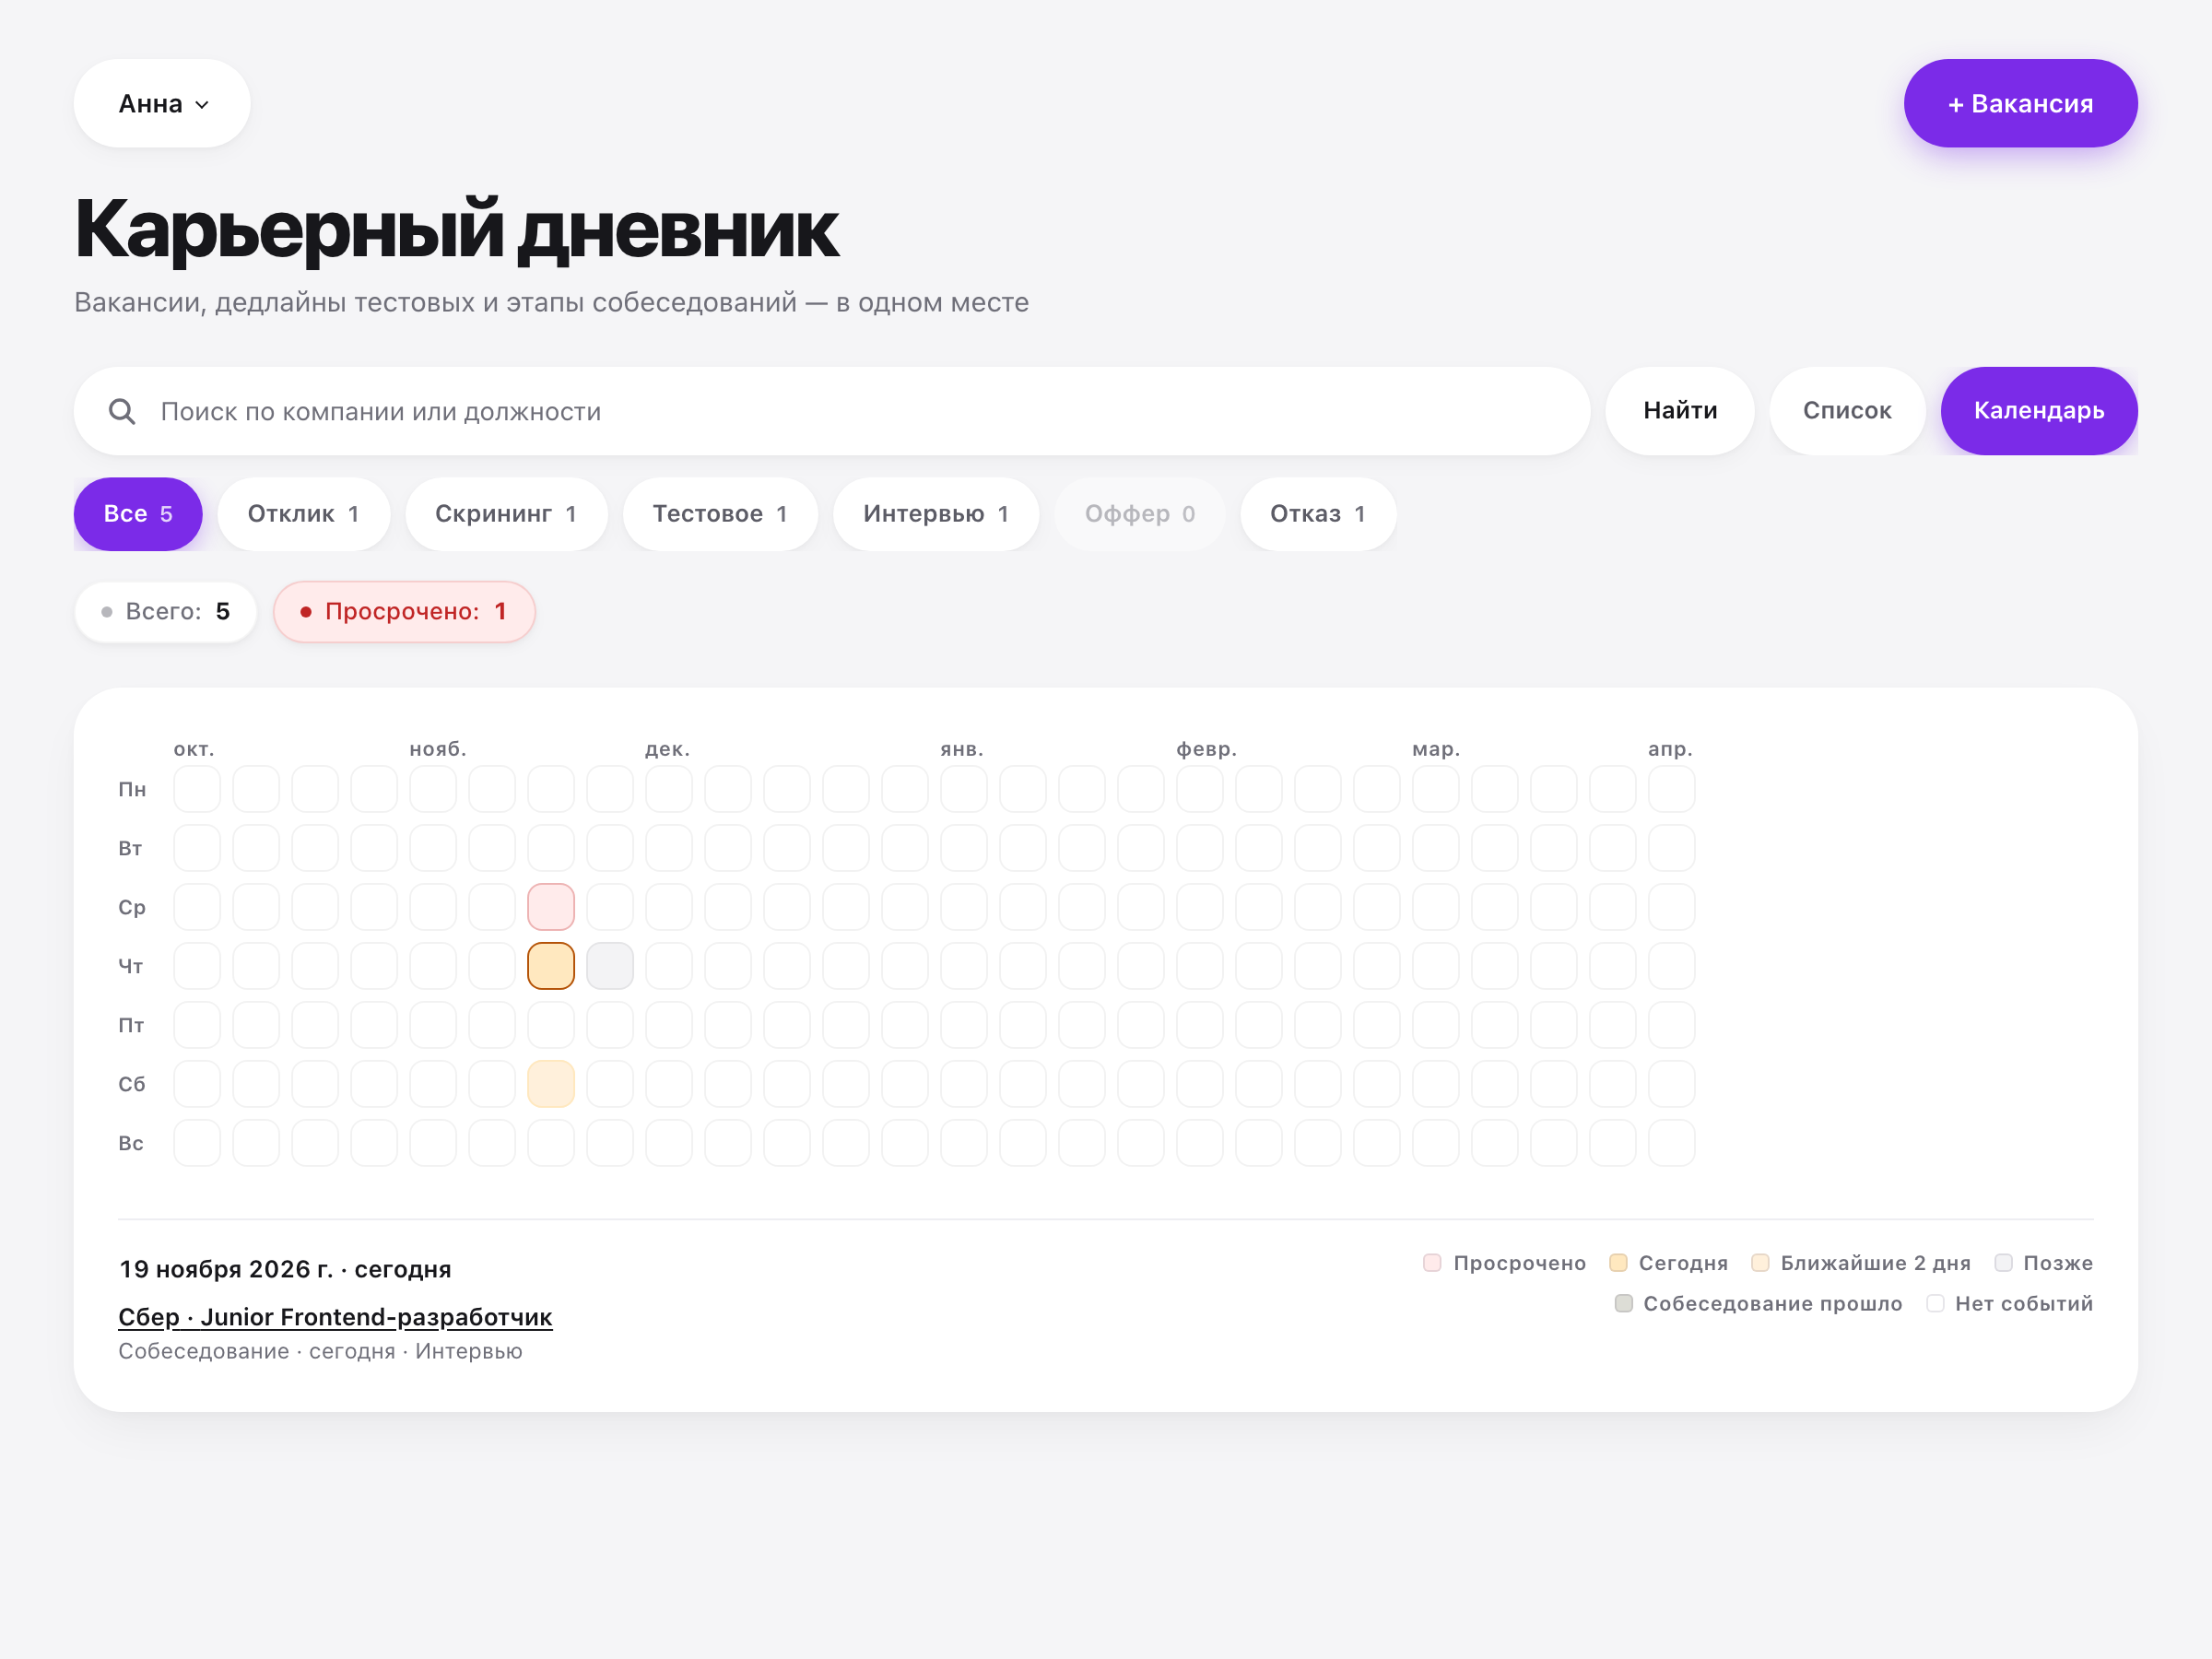 Анна
+ Вакансия
Карьерный дневник
Вакансии, дедлайны тестовых и этапы собеседований — в одном месте
Поиск по компании или должности
Найти
Список
Календарь
Все 5
Отклик 1
Скрининг 1
Тестовое 1
Интервью 1
Оффер 0
Отказ 1
Всего: 5
Просрочено: 1
окт. нояб. дек. янв. февр. мар. апр.
Пн
Вт
Ср
Чт
Пт
Сб
Вс
19 ноября 2026 г. · сегодня
Сбер · Junior Frontend-разработчик
Собеседование · сегодня · Интервью
Просрочено Сегодня Ближайшие 2 дня Позже
Собеседование прошло Нет событий